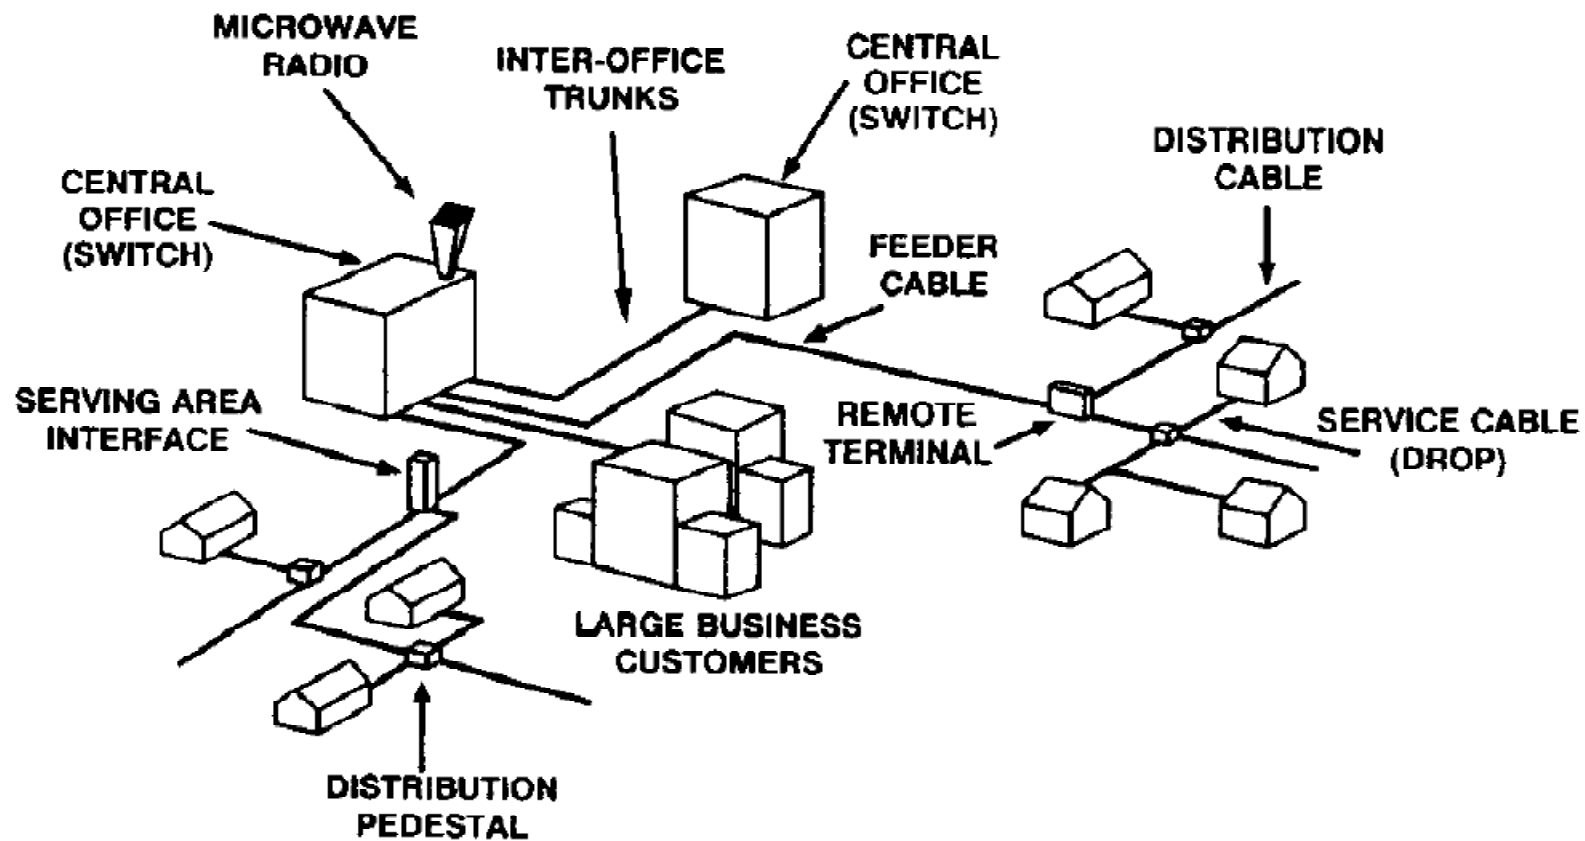 MICROWAVE
RADIO
INTER-OFFICE
TRUNKS
CENTRAL
OFFICE
(SWITCH)
DISTRIBUTION
CABLE
CENTRAL
OFFICE
(SWITCH)
FEEDER
CABLE
SERVING AREA
INTERFACE
REMOTE
TERMINAL
SERVICE CABLE
(DROP)
LARGE BUSINESS
CUSTOMERS
DISTRIBUTION
PEDESTAL